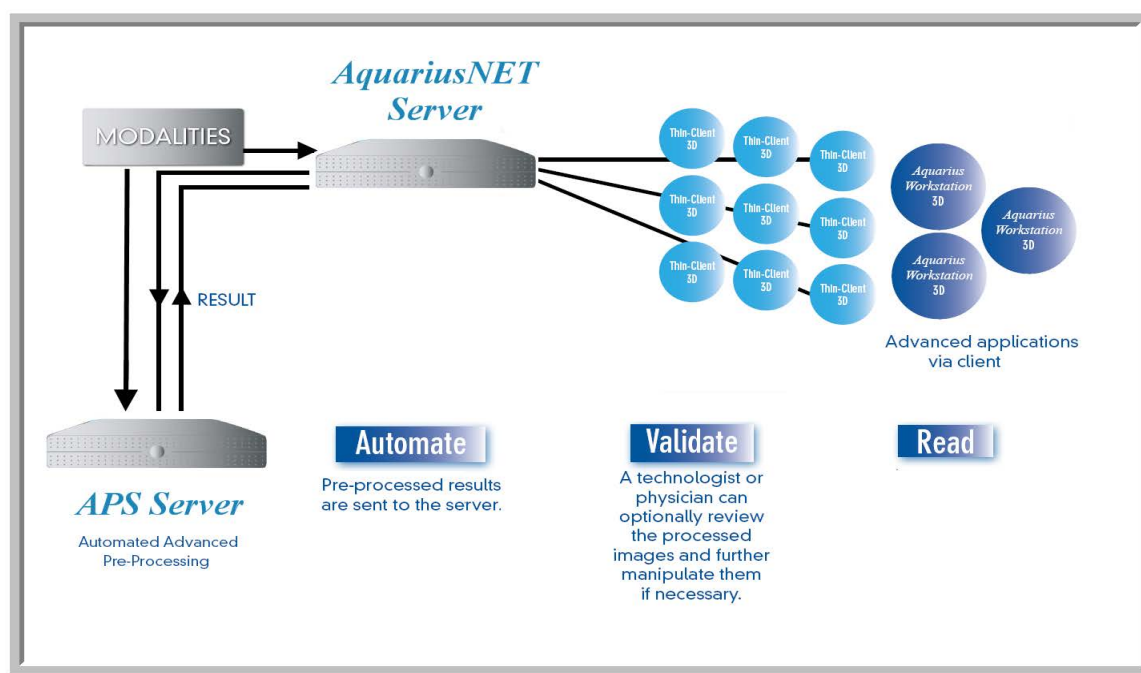 AquariusNET
Server
MODALITIES
RESULT
Thin-Client
3D
Thin-Client
3D
Thin-Client
3D
Thin-Client
3D
Thin-Client
3D
Thin-Client
3D
Thin-Client
3D
Thin-Client
3D
Thin-Client
3D
Aquarius
Workstation
3D
Aquarius
Workstation
3D
Aquarius
Workstation
3D
Advanced applications
via client
APS Server
Automated Advanced
Pre-Processing
Automate
Pre-processed results
are sent to the server.
Validate
A technologist or
physician can
optionally review
the processed
images and further
manipulate them
if necessary.
Read